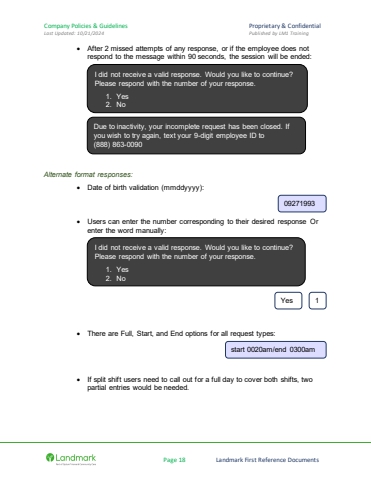 Company Policies & Guidelines
Proprietary & Confidential
Last Updated: 10/21/2024
Published by LMS Training
• After 2 missed attempts of any response, or if the employee does not
respond to the message within 90 seconds, the session will be ended:
I did not receive a valid response. Would you like to continue?
Please respond with the number of your response.
1. Yes
2. No
Due to inactivity, your incomplete request has been closed. If
you wish to try again, text your 9-digit employee ID to
(888) 863-0090
Alternate format responses:
• Date of birth validation (mmddyyyy):
09271993
• Users can enter the number corresponding to their desired response Or
enter the word manually:
I did not receive a valid response. Would you like to continue?
Please respond with the number of your response.
1. Yes
2. No
Yes
1
• There are Full, Start, and End options for all request types:
start 0020am/end 0300am
• If split shift users need to call out for a full day to cover both shifts, two
partial entries would be needed.
Landmark
Page 18
Landmark First Reference Documents